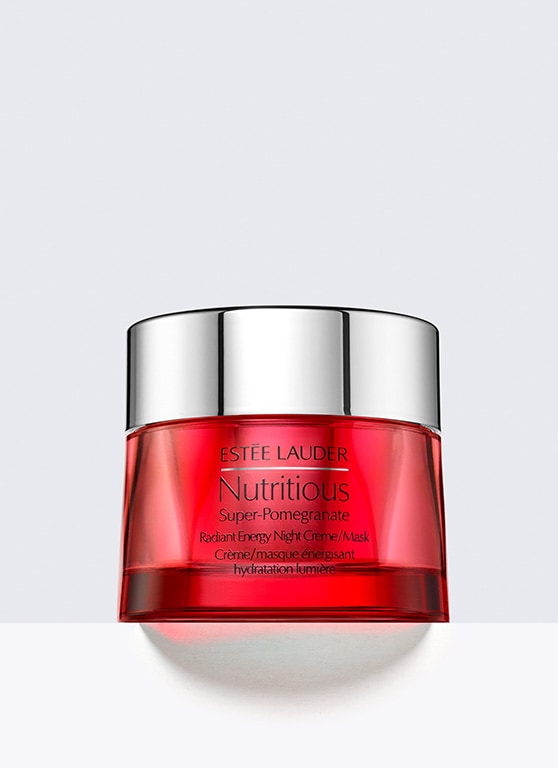 ESTĒE LAUDER
Nutritious
Super-Pomegranate
Radiant Energy Night Creme/Mask
Crème/masque énergisant
hydratation lumière